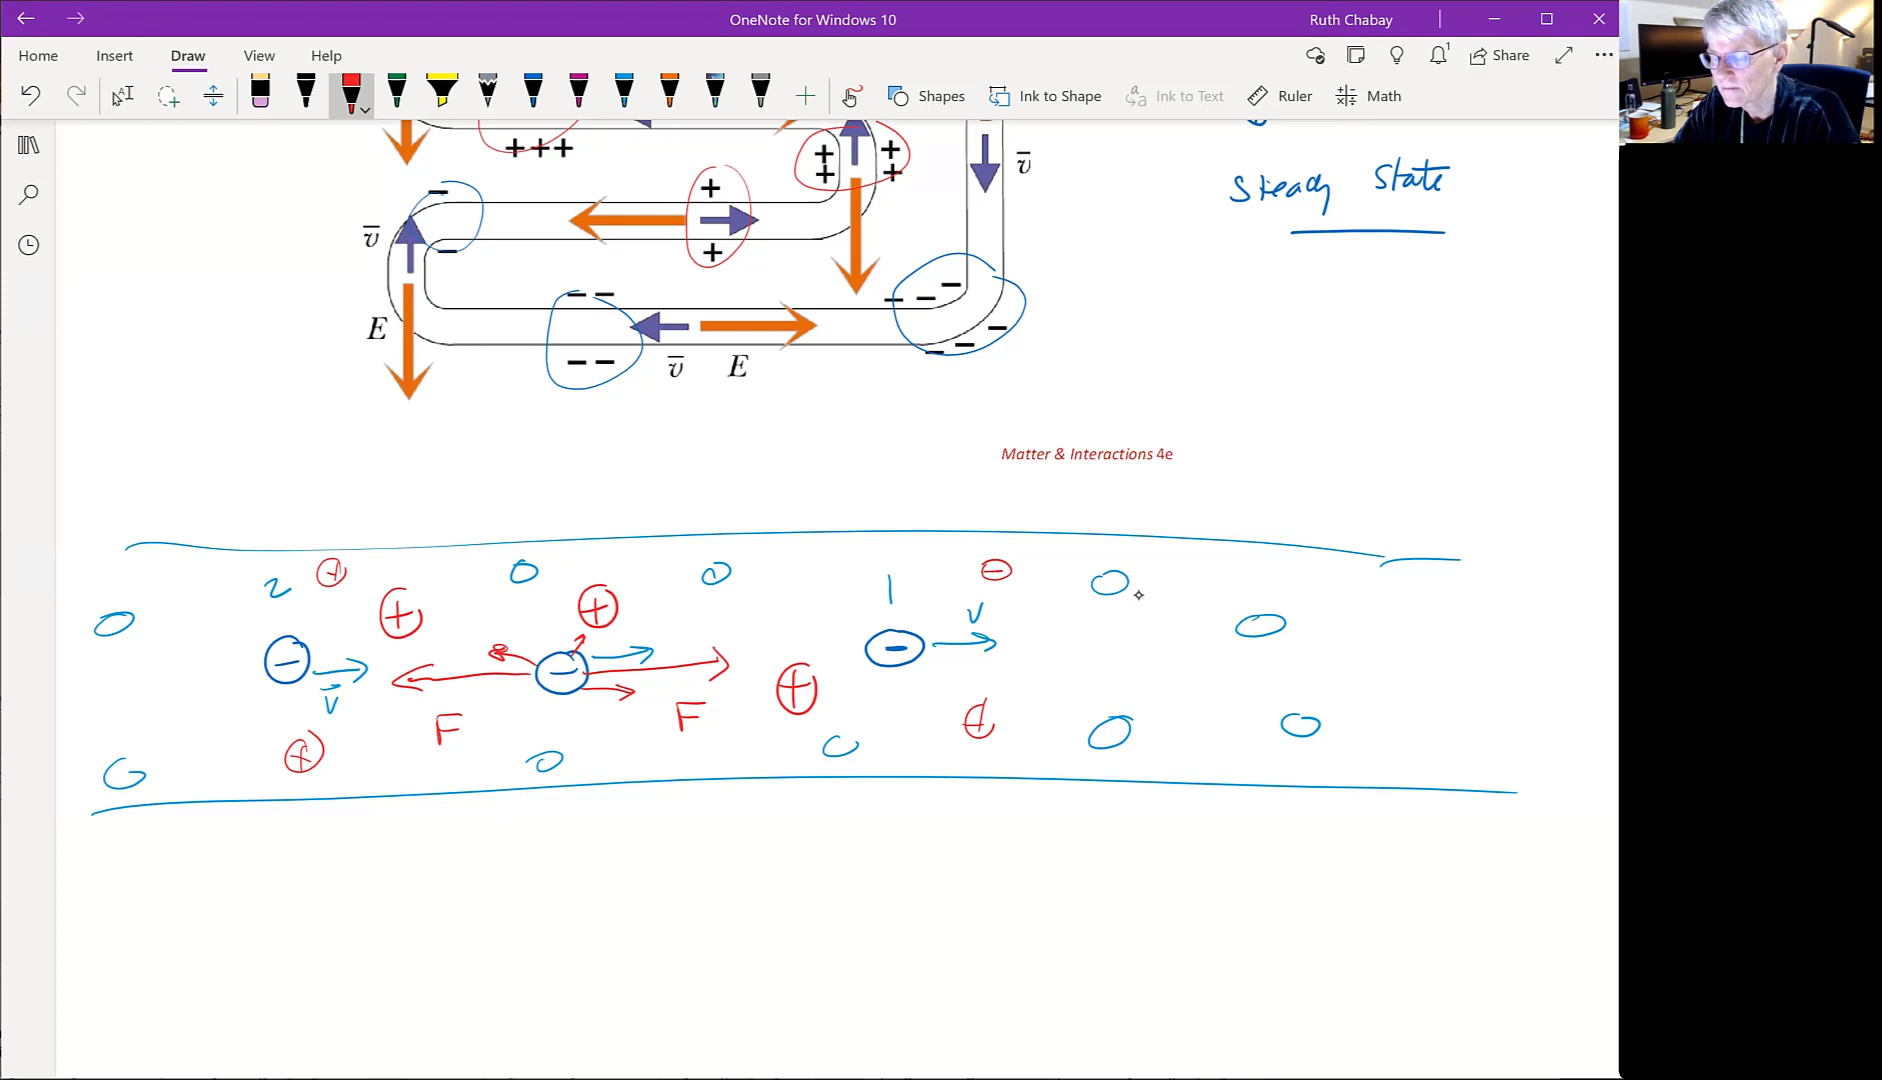 OneNote for Windows 10
Ruth Chabay
Home Insert Draw View Help
1
Share
Shapes
Ink to Shape
Ink to Text
Ruler
Math
+++
+ +
+ +
v̅
Steady State
− +
v̅
− +
− − −
− −
E
−
v̅ E
− −
− −
Matter & Interactions 4e
2 + 1 −
+ +
v
− − −
v
+
F F
+ +